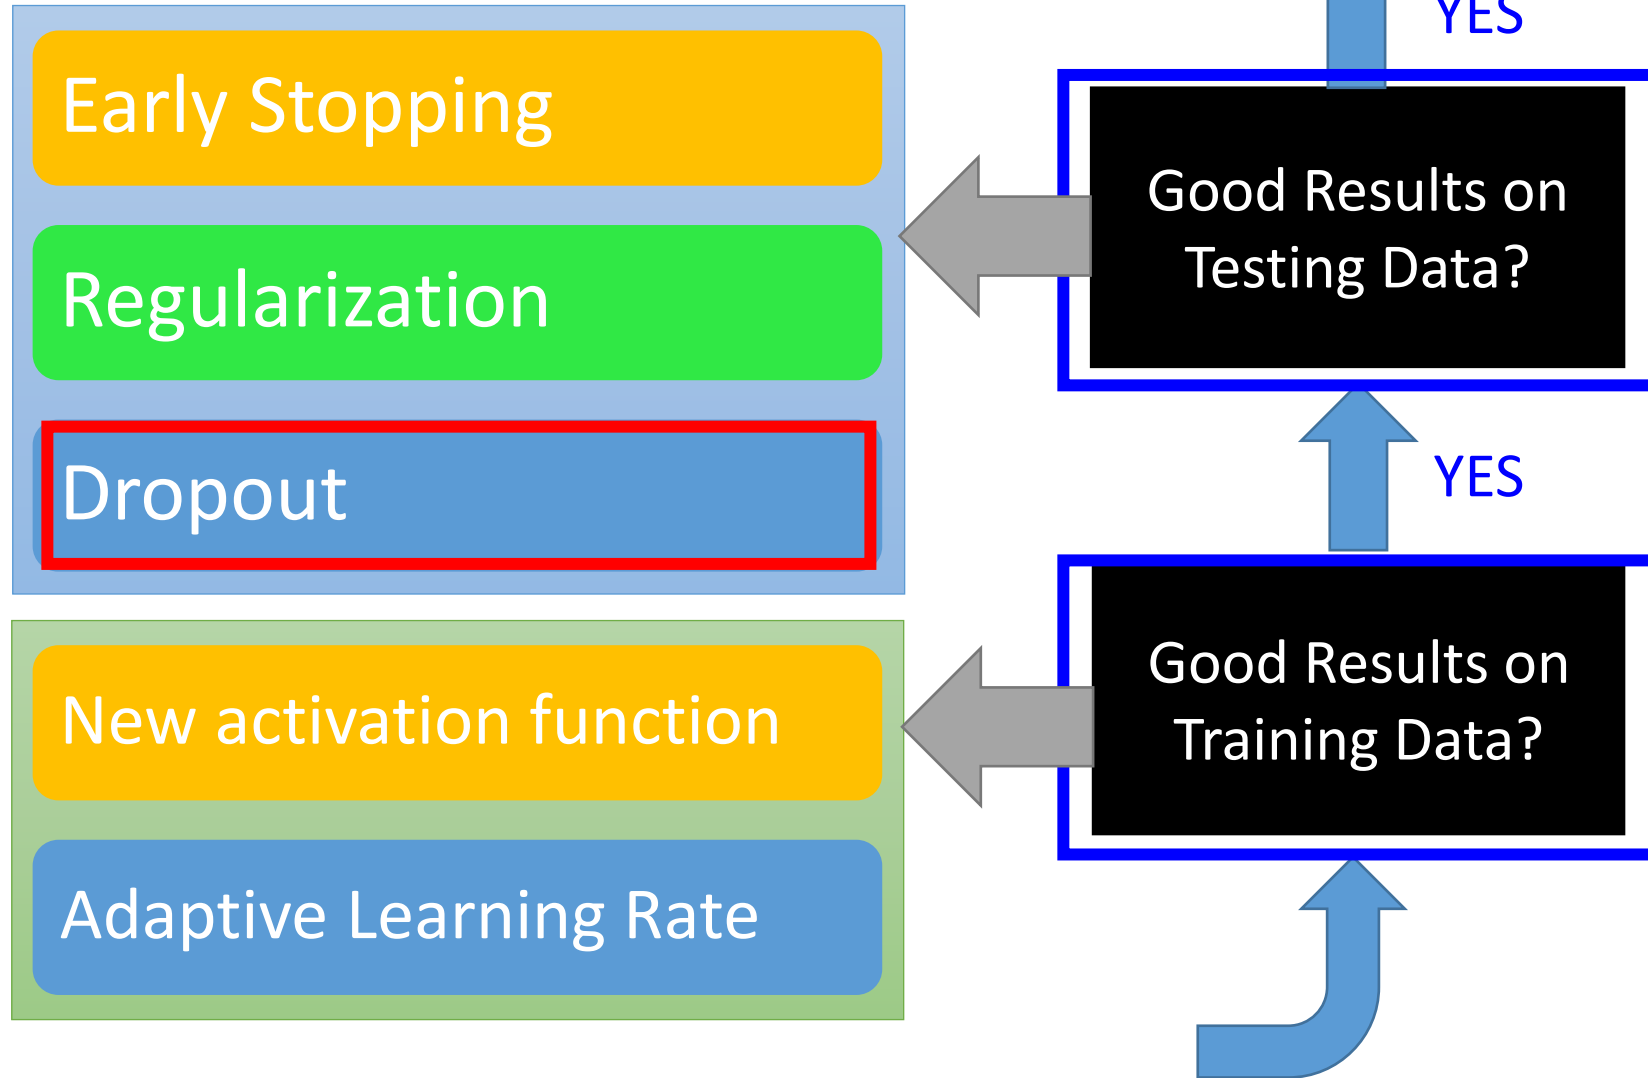 Early Stopping
Regularization
Dropout
New activation function
Adaptive Learning Rate
YES
Good Results on
Testing Data?
YES
Good Results on
Training Data?